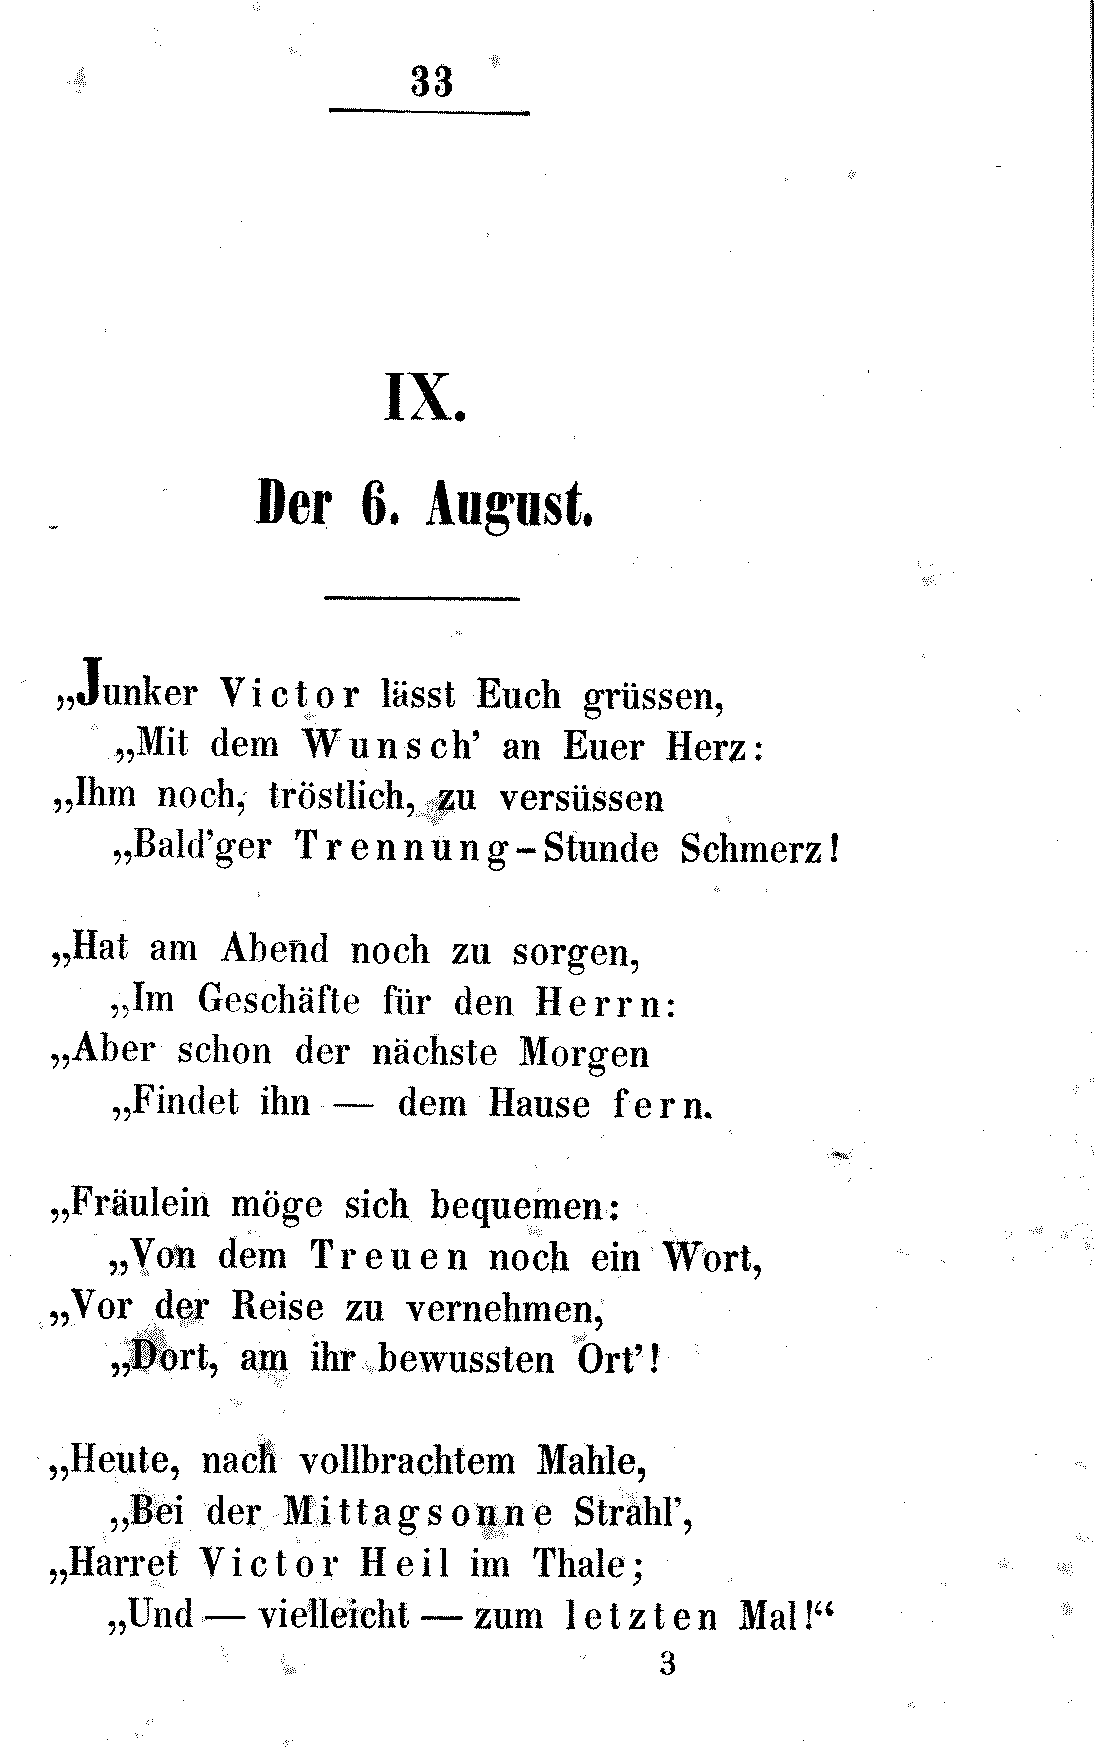 33
IX.
Der 6. August.
„Junker Victor lässt Euch grüssen,
„Mit dem Wunsch’ an Euer Herz:
„Ihm noch, tröstlich, zu versüssen
„Bald’ger Trennung-Stunde Schmerz!
„Hat am Abend noch zu sorgen,
„Im Geschäfte für den Herrn:
„Aber schon der nächste Morgen
„Findet ihn — dem Hause fern.
„Fräulein möge sich bequemen:
„Von dem Treuen noch ein Wort,
„Vor der Reise zu vernehmen,
„Dort, am ihr bewussten Ort’!
„Heute, nach vollbrachtem Mahle,
„Bei der Mittagsonne Strahl’,
„Harret Victor Heil im Thale;
„Und — vielleicht — zum letzten Mal!“
3